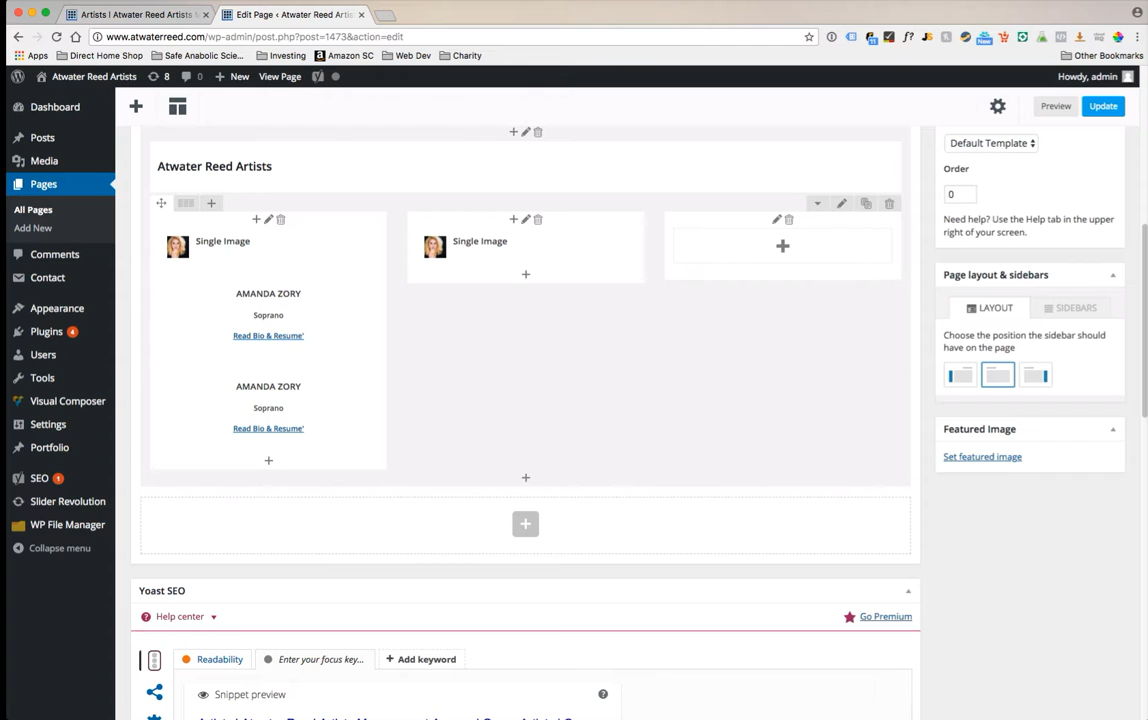 Artists | Atwater Reed Artists
Edit Page ‹ Atwater Reed Artists
www.atwaterreed.com/wp-admin/post.php?post=1473&action=edit
Apps Direct Home Shop Safe Anabolic Scie... Investing Amazon SC Web Dev Charity Other Bookmarks
Atwater Reed Artists 8 0 New View Page Howdy, admin
Dashboard
Posts
Media
Pages
All Pages
Add New
Comments
Contact
Appearance
Plugins 4
Users
Tools
Visual Composer
Settings
Portfolio
SEO 1
Slider Revolution
WP File Manager
Collapse menu
Preview Update
Atwater Reed Artists
Single Image
AMANDA ZORY
Soprano
Read Bio & Resume'
AMANDA ZORY
Soprano
Read Bio & Resume'
Single Image
Default Template
Order
0
Need help? Use the Help tab in the upper
right of your screen.
Page layout & sidebars
LAYOUT SIDEBARS
Choose the position the sidebar should
have on the page
Featured Image
Set featured image
Yoast SEO
Help center Go Premium
Readability Enter your focus key... Add keyword
Snippet preview